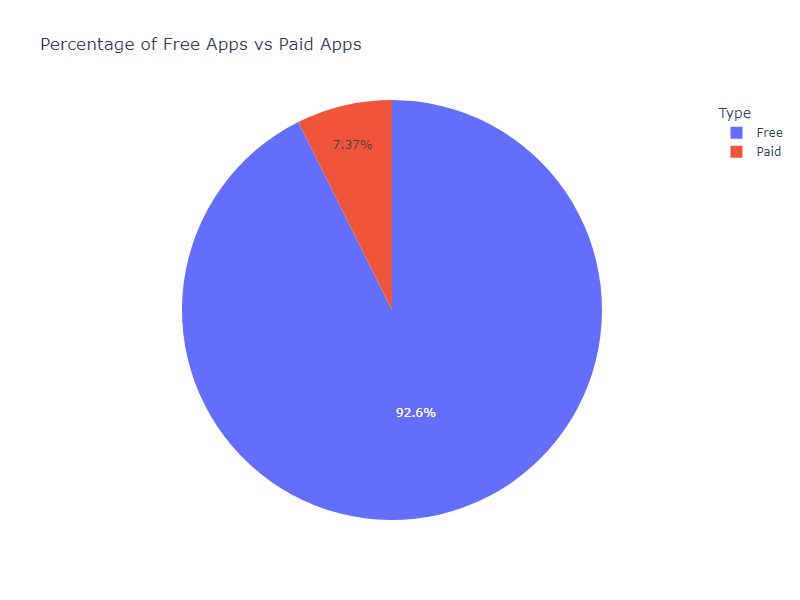 Percentage of Free Apps vs Paid Apps
Type
Free
Paid
7.37%
92.6%